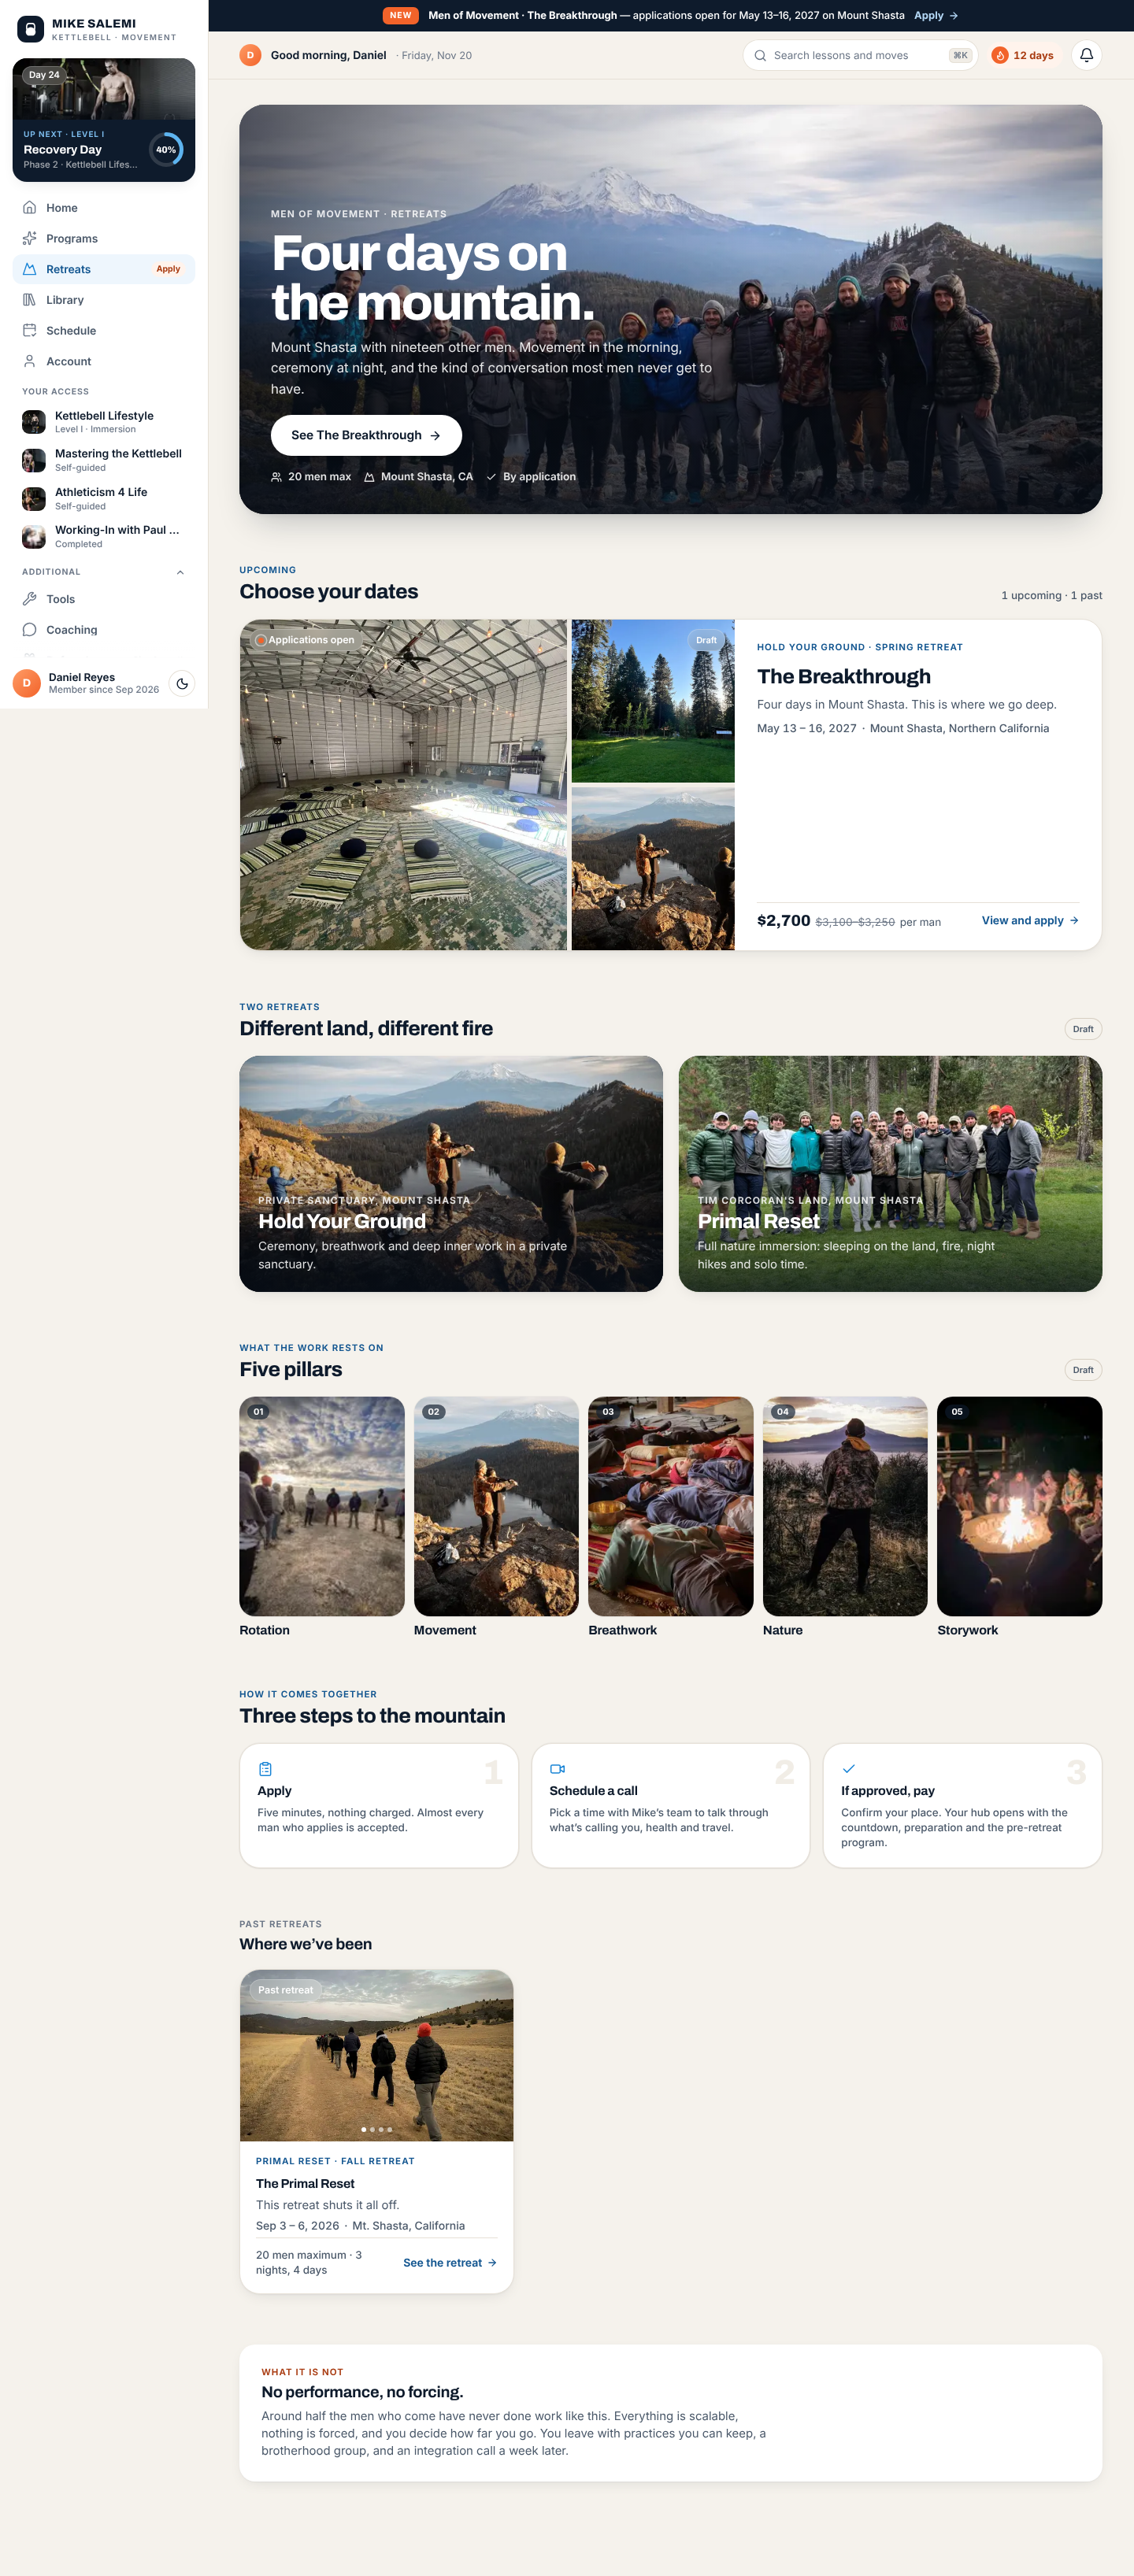 MIKE SALEMI
KETTLEBELL · MOVEMENT
Day 24
UP NEXT · LEVEL I
Recovery Day
Phase 2 · Kettlebell Lifes...
40%
Home
Programs
Retreats
Apply
Library
Schedule
Account
YOUR ACCESS
Kettlebell Lifestyle
Level I · Immersion
Mastering the Kettlebell
Self-guided
Athleticism 4 Life
Self-guided
Working-In with Paul ...
Completed
ADDITIONAL
Tools
Coaching
D
Daniel Reyes
Member since Sep 2026
NEW Men of Movement · The Breakthrough — applications open for May 13–16, 2027 on Mount Shasta Apply →
D Good morning, Daniel · Friday, Nov 20
Search lessons and moves ⌘K
12 days
MEN OF MOVEMENT · RETREATS
Four days on
the mountain.
Mount Shasta with nineteen other men. Movement in the morning,
ceremony at night, and the kind of conversation most men never get to
have.
See The Breakthrough →
20 men max
Mount Shasta, CA
By application
UPCOMING
Choose your dates
1 upcoming · 1 past
Applications open
Draft
HOLD YOUR GROUND · SPRING RETREAT
The Breakthrough
Four days in Mount Shasta. This is where we go deep.
May 13 – 16, 2027 · Mount Shasta, Northern California
$2,700 $3,100–$3,250 per man
View and apply →
TWO RETREATS
Different land, different fire
Draft
PRIVATE SANCTUARY, MOUNT SHASTA
Hold Your Ground
Ceremony, breathwork and deep inner work in a private
sanctuary.
TIM CORCORAN'S LAND, MOUNT SHASTA
Primal Reset
Full nature immersion: sleeping on the land, fire, night
hikes and solo time.
WHAT THE WORK RESTS ON
Five pillars
Draft
01
02
03
04
05
Rotation
Movement
Breathwork
Nature
Storywork
HOW IT COMES TOGETHER
Three steps to the mountain
1
Apply
Five minutes, nothing charged. Almost every
man who applies is accepted.
2
Schedule a call
Pick a time with Mike's team to talk through
what's calling you, health and travel.
3
If approved, pay
Confirm your place. Your hub opens with the
countdown, preparation and the pre-retreat
program.
PAST RETREATS
Where we've been
Past retreat
PRIMAL RESET · FALL RETREAT
The Primal Reset
This retreat shuts it all off.
Sep 3 – 6, 2026 · Mt. Shasta, California
20 men maximum · 3
nights, 4 days
See the retreat →
WHAT IT IS NOT
No performance, no forcing.
Around half the men who come have never done work like this. Everything is scalable,
nothing is forced, and you decide how far you go. You leave with practices you can keep, a
brotherhood group, and an integration call a week later.